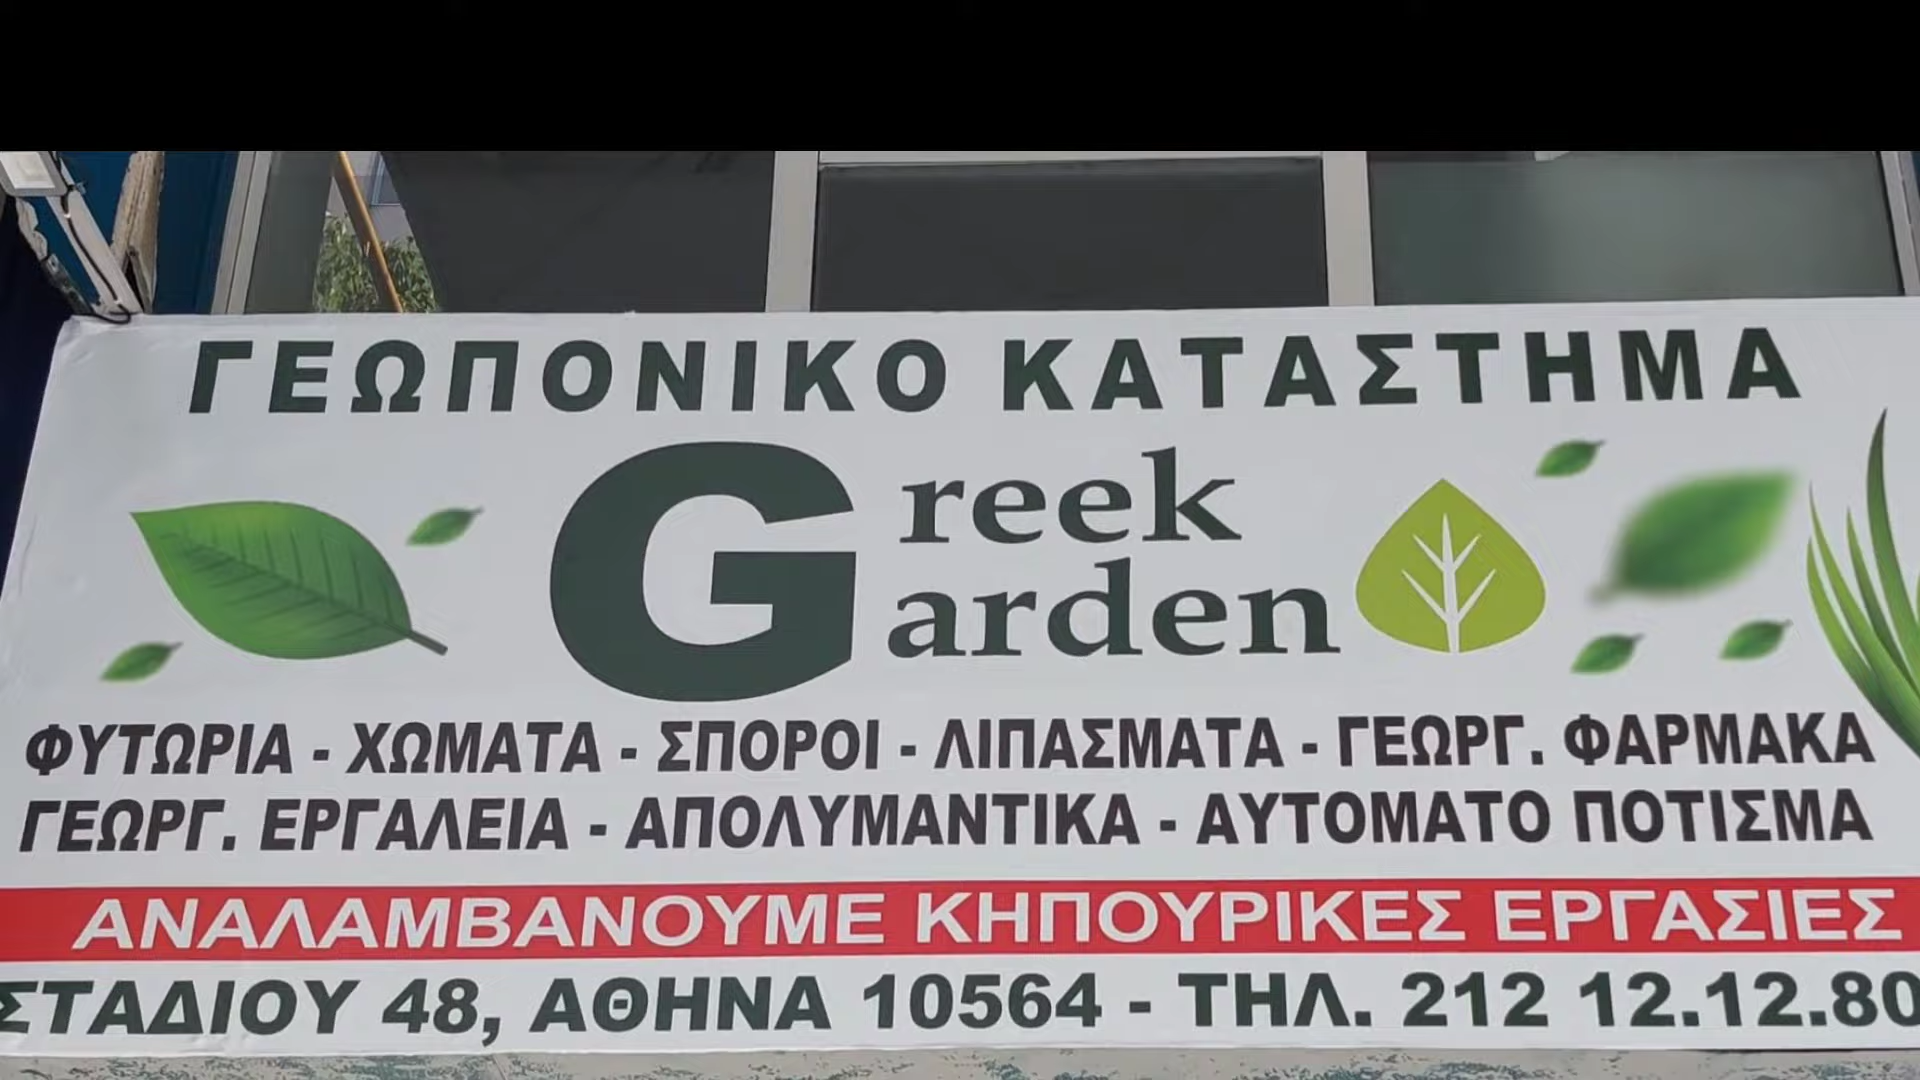 ΓΕΩΠΟΝΙΚΟ ΚΑΤΑΣΤΗΜΑ
Greek
Garden
ΦΥΤΩΡΙΑ - ΧΩΜΑΤΑ - ΣΠΟΡΟΙ - ΛΙΠΑΣΜΑΤΑ - ΓΕΩΡΓ. ΦΑΡΜΑΚΑ
ΓΕΩΡΓ. ΕΡΓΑΛΕΙΑ - ΑΠΟΛΥΜΑΝΤΙΚΑ - ΑΥΤΟΜΑΤΟ ΠΟΤΙΣΜΑ
ΑΝΑΛΑΜΒΑΝΟΥΜΕ ΚΗΠΟΥΡΙΚΕΣ ΕΡΓΑΣΙΕΣ
ΣΤΑΔΙΟΥ 48, ΑΘΗΝΑ 10564 - ΤΗΛ. 212 12.12.80